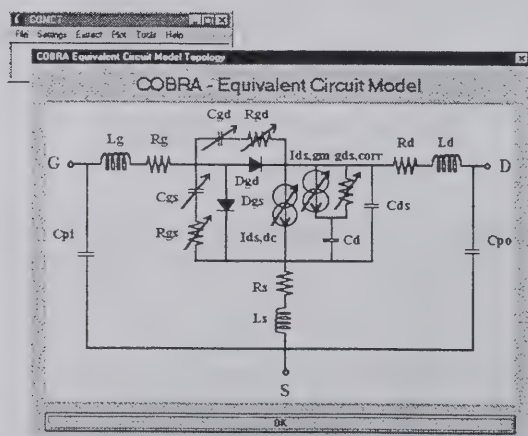 COMET
File Settings Extract Plot Tools Help
COBRA Equivalent Circuit Model Topology
COBRA - Equivalent Circuit Model
Cgd Rgd
Lg Rg Ids,gm gds,corr Rd Ld
G D
Cgs Dgd
Dgs Cds
Rgs
Cpi Ids,dc Cd Cpo
Rs
Ls
S
OK